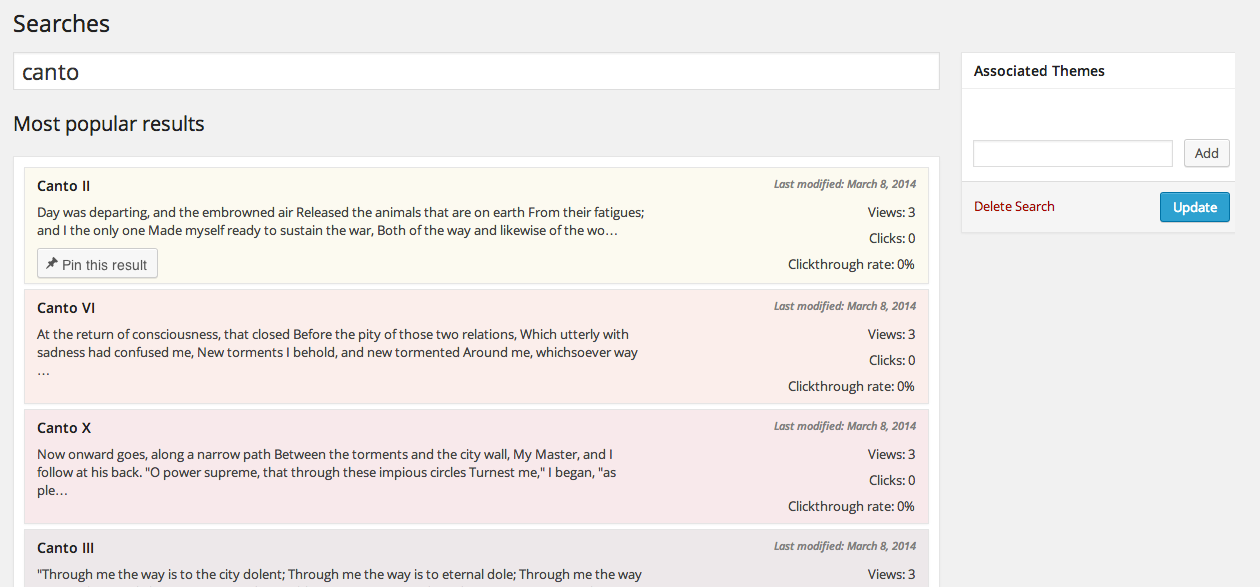 Searches
canto
Most popular results
Canto II
Last modified: March 8, 2014
Day was departing, and the embrowned air Released the animals that are on earth From their fatigues;
and I the only one Made myself ready to sustain the war, Both of the way and likewise of the wo…
Views: 3
Clicks: 0
Clickthrough rate: 0%
Pin this result
Canto VI
Last modified: March 8, 2014
At the return of consciousness, that closed Before the pity of those two relations, Which utterly with
sadness had confused me, New torments I behold, and new tormented Around me, whichsoever way
…
Views: 3
Clicks: 0
Clickthrough rate: 0%
Canto X
Last modified: March 8, 2014
Now onward goes, along a narrow path Between the torments and the city wall, My Master, and I
follow at his back. "O power supreme, that through these impious circles Turnest me," I began, "as
ple…
Views: 3
Clicks: 0
Clickthrough rate: 0%
Canto III
Last modified: March 8, 2014
"Through me the way is to the city dolent; Through me the way is to eternal dole; Through me the way
Views: 3
Associated Themes
Add
Delete Search
Update